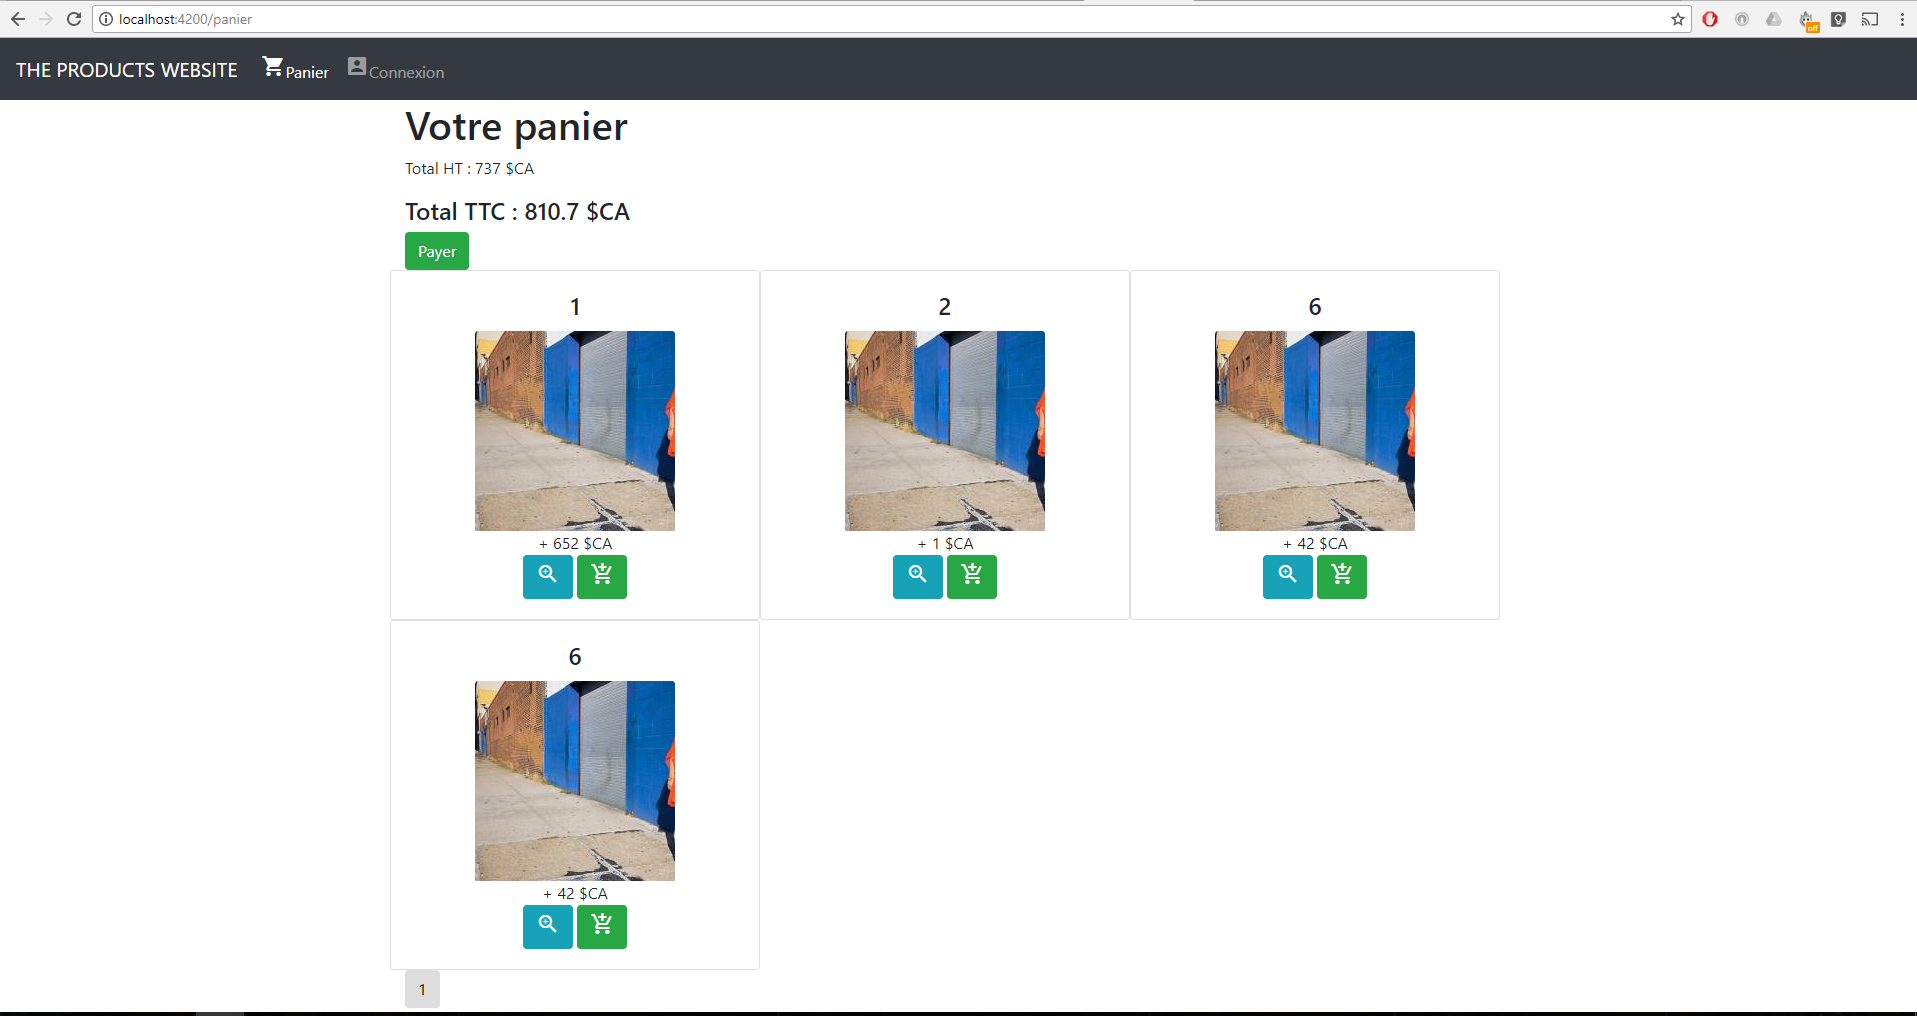 localhost:4200/panier
off
THE PRODUCTS WEBSITE Panier Connexion
Votre panier
Total HT : 737 $CA
Total TTC : 810.7 $CA
Payer
1
+ 652 $CA
2
+ 1 $CA
6
+ 42 $CA
6
+ 42 $CA
1